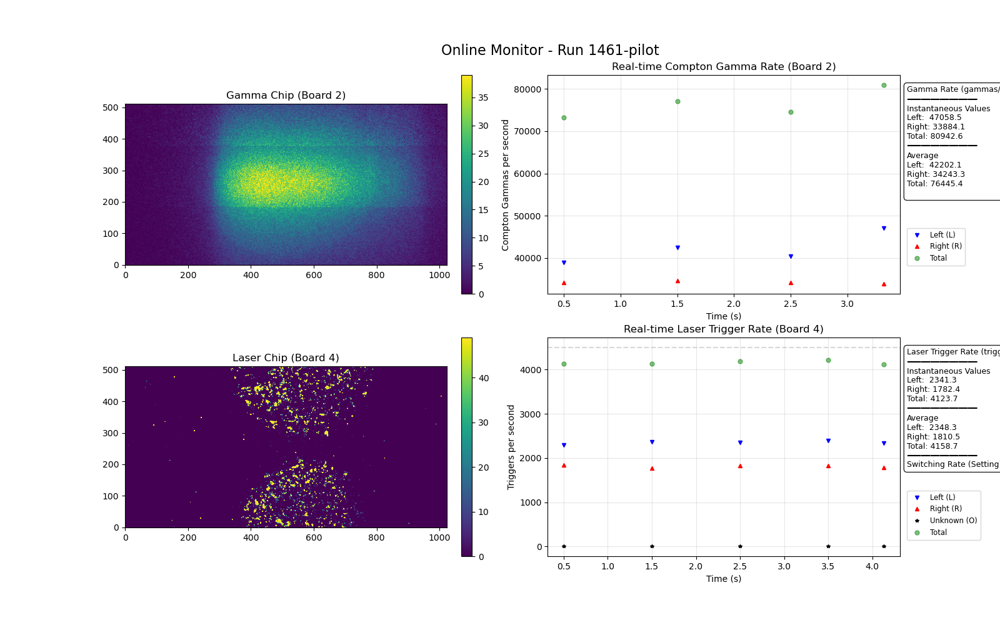 Online Monitor - Run 1461-pilot
Gamma Chip (Board 2)
500
400
300
200
100
0
0 200 400 600 800 1000
35
30
25
20
15
10
5
0
Real-time Compton Gamma Rate (Board 2)
Compton Gammas per second
80000
70000
60000
50000
40000
0.5 1.0 1.5 2.0 2.5 3.0
Time (s)
Gamma Rate (gammas/
Instantaneous Values
Left: 47058.5
Right: 33884.1
Total: 80942.6
Average
Left: 42202.1
Right: 34243.3
Total: 76445.4
Left (L)
Right (R)
Total
Laser Chip (Board 4)
500
400
300
200
100
0
0 200 400 600 800 1000
40
30
20
10
0
Real-time Laser Trigger Rate (Board 4)
Triggers per second
4000
3000
2000
1000
0
0.5 1.0 1.5 2.0 2.5 3.0 3.5 4.0
Time (s)
Laser Trigger Rate (trigg
Instantaneous Values
Left: 2341.3
Right: 1782.4
Total: 4123.7
Average
Left: 2348.3
Right: 1810.5
Total: 4158.7
Switching Rate (Setting)
Left (L)
Right (R)
Unknown (O)
Total